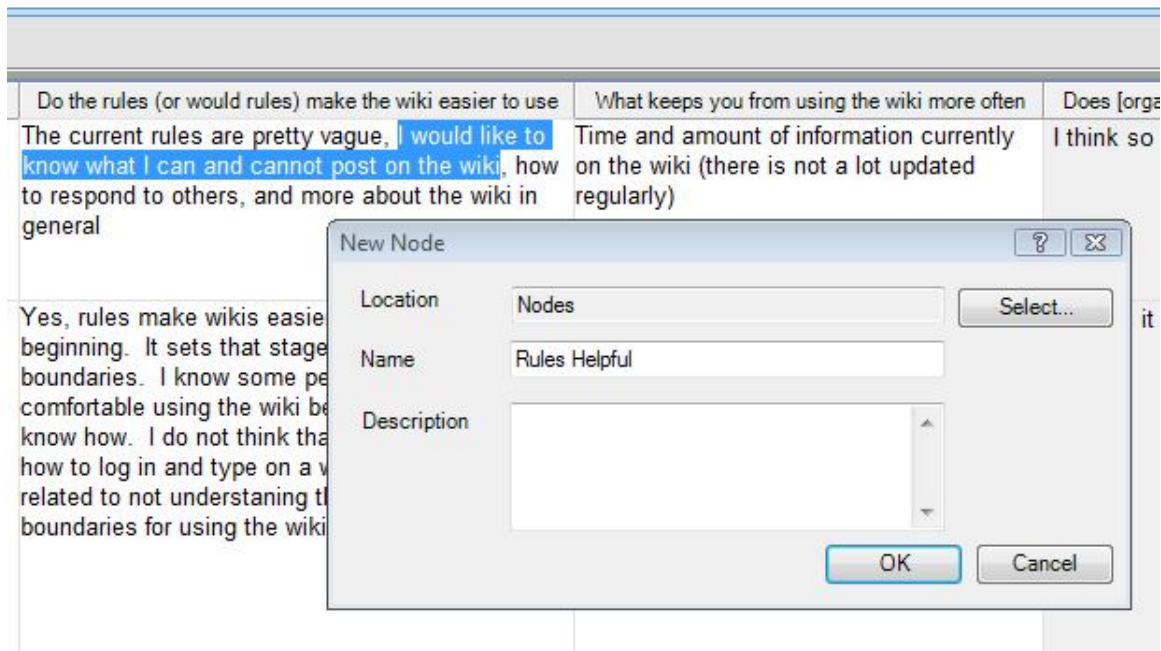 Do the rules (or would rules) make the wiki easier to use
What keeps you from using the wiki more often
Does [orga
The current rules are pretty vague, I would like to
know what I can and cannot post on the wiki, how
to respond to others, and more about the wiki in
general
Time and amount of information currently
on the wiki (there is not a lot updated
regularly)
I think so
Yes, rules make wikis easie
beginning.  It sets that stage
boundaries.  I know some pe
comfortable using the wiki be
know how.  I do not think tha
how to log in and type on a w
related to not understaning th
boundaries for using the wiki
it
New Node
Location
Nodes
Select...
Name
Rules Helpful
Description
OK
Cancel